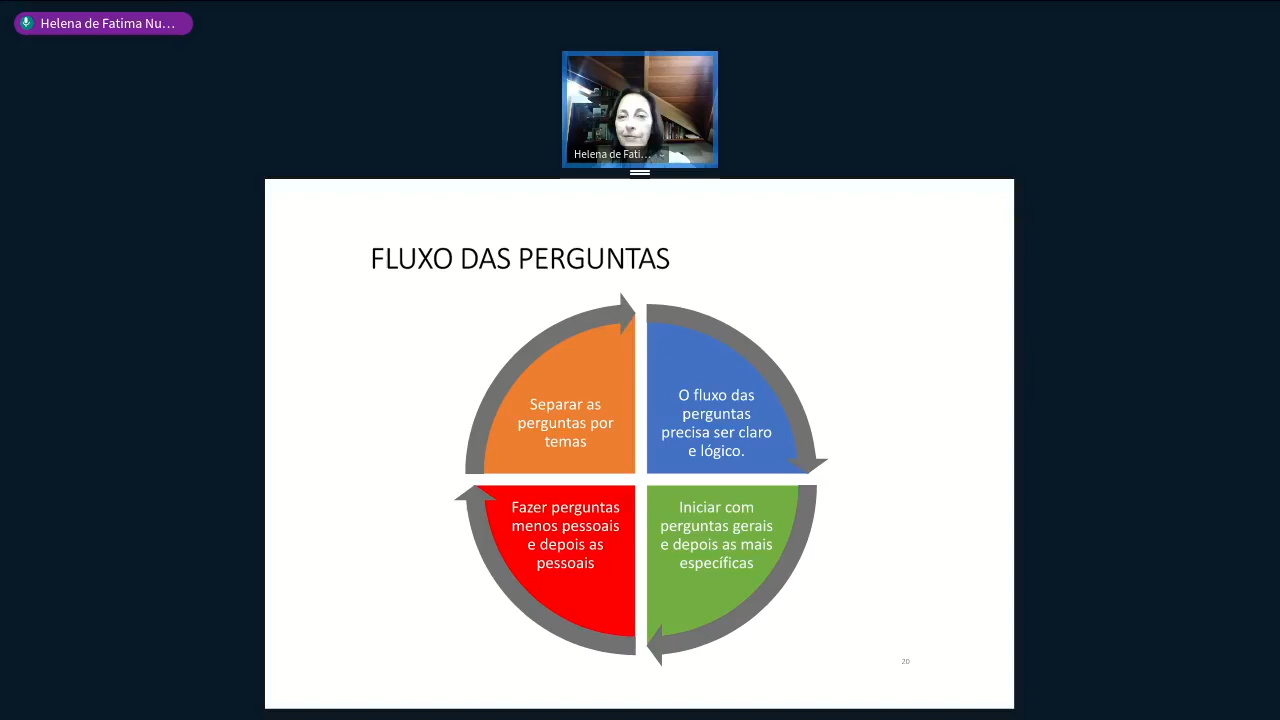 Helena de Fatima Nu...
Helena de Fati...
FLUXO DAS PERGUNTAS
Separar as
perguntas por
temas
O fluxo das
perguntas
precisa ser claro
e lógico.
Fazer perguntas
menos pessoais
e depois as
pessoais
Iniciar com
perguntas gerais
e depois as mais
específicas
20